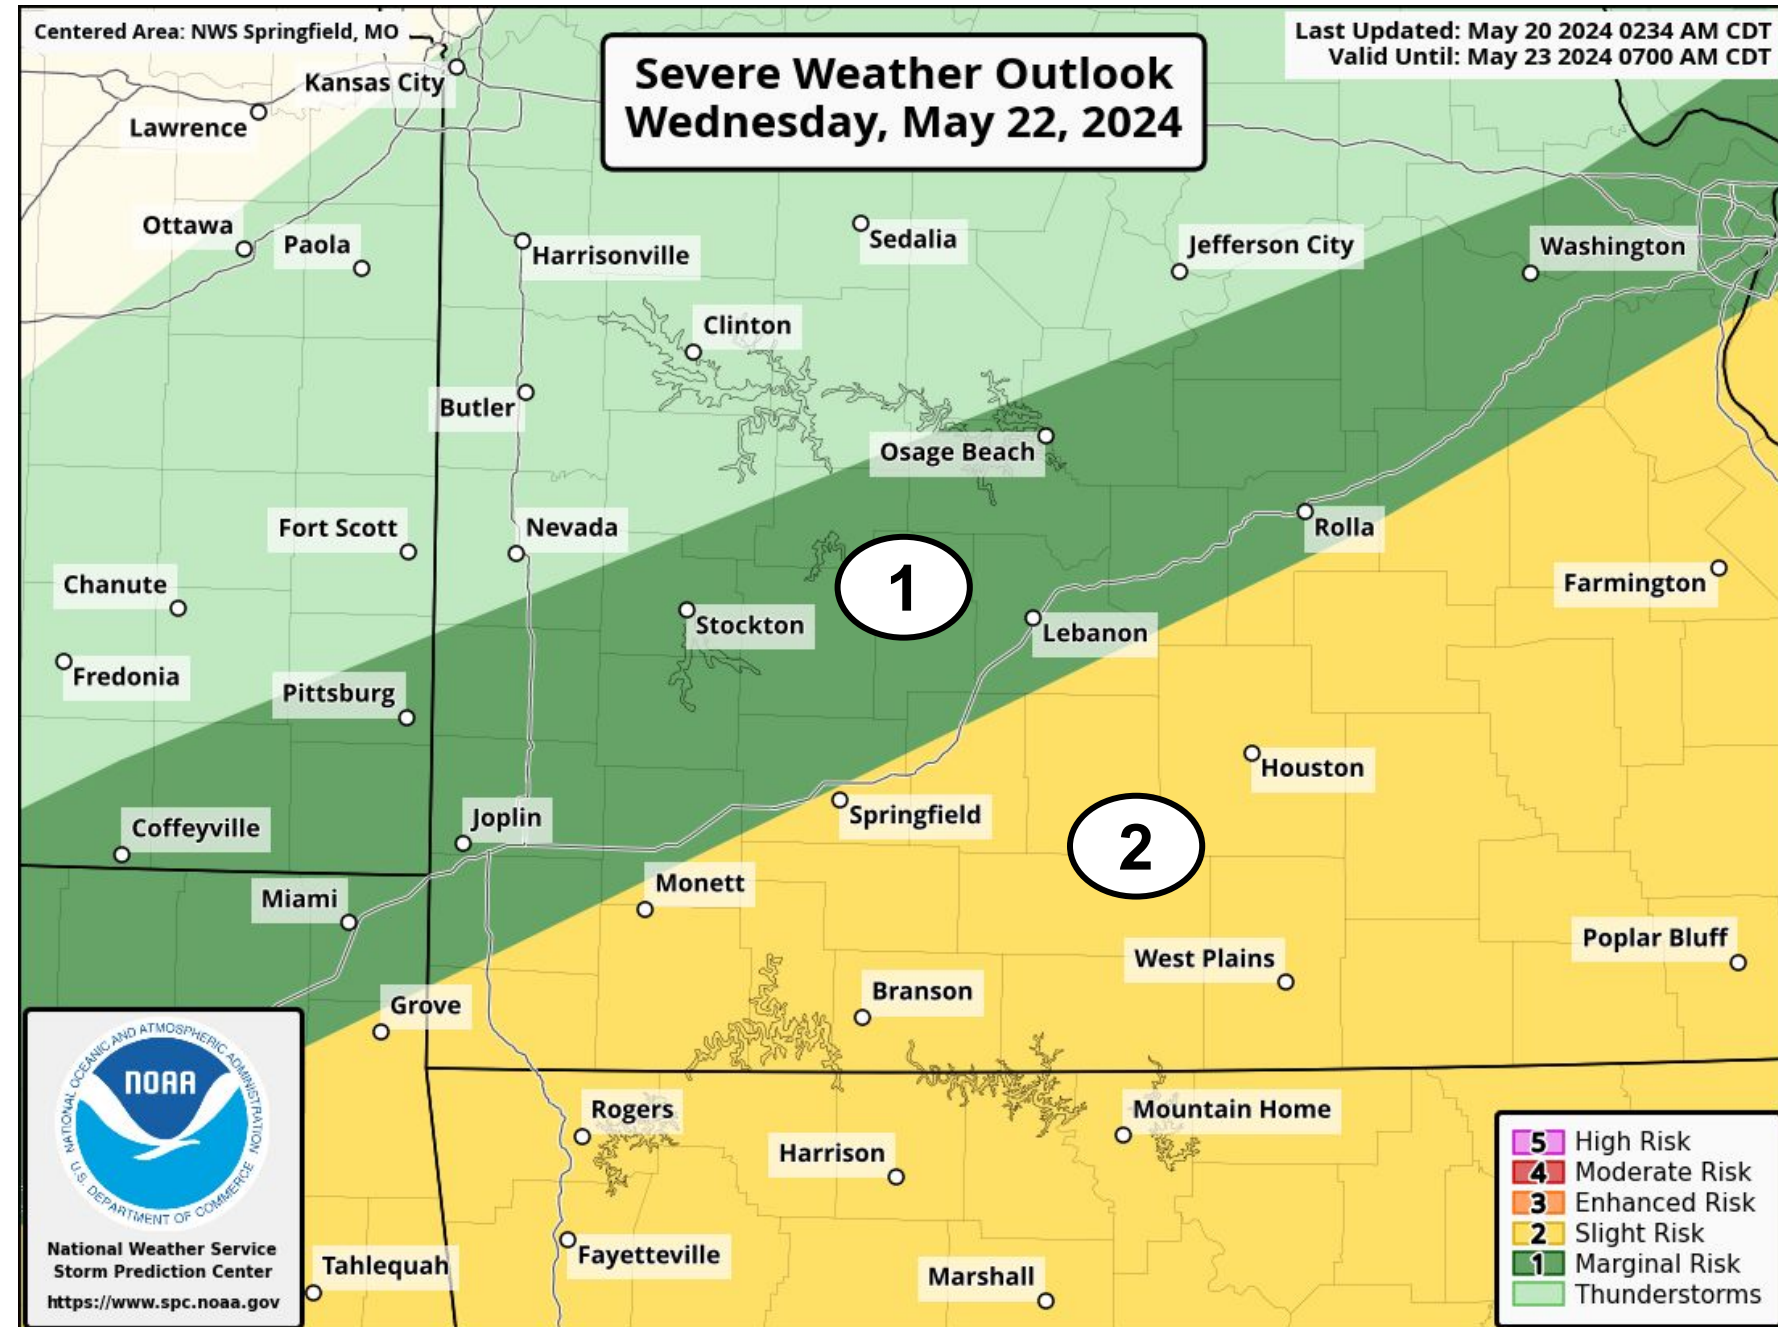 Centered Area: NWS Springfield, MO
Last Updated: May 20 2024 0234 AM CDT
Valid Until: May 23 2024 0700 AM CDT
Severe Weather Outlook
Wednesday, May 22, 2024
Kansas City
Lawrence
Ottawa
Paola
Harrisonville
Sedalia
Jefferson City
Washington
Clinton
Butler
Osage Beach
Fort Scott
Nevada
Rolla
Chanute
1
Farmington
Stockton
Lebanon
Fredonia
Pittsburg
Houston
Coffeyville
Joplin
Springfield
2
Miami
Monett
West Plains
Poplar Bluff
Grove
Branson
Rogers
Mountain Home
Harrison
Tahlequah
Fayetteville
Marshall
NATIONAL OCEANIC AND ATMOSPHERIC ADMINISTRATION
NOAA
U.S. DEPARTMENT OF COMMERCE
National Weather Service
Storm Prediction Center
https://www.spc.noaa.gov
5 High Risk
4 Moderate Risk
3 Enhanced Risk
2 Slight Risk
1 Marginal Risk
Thunderstorms